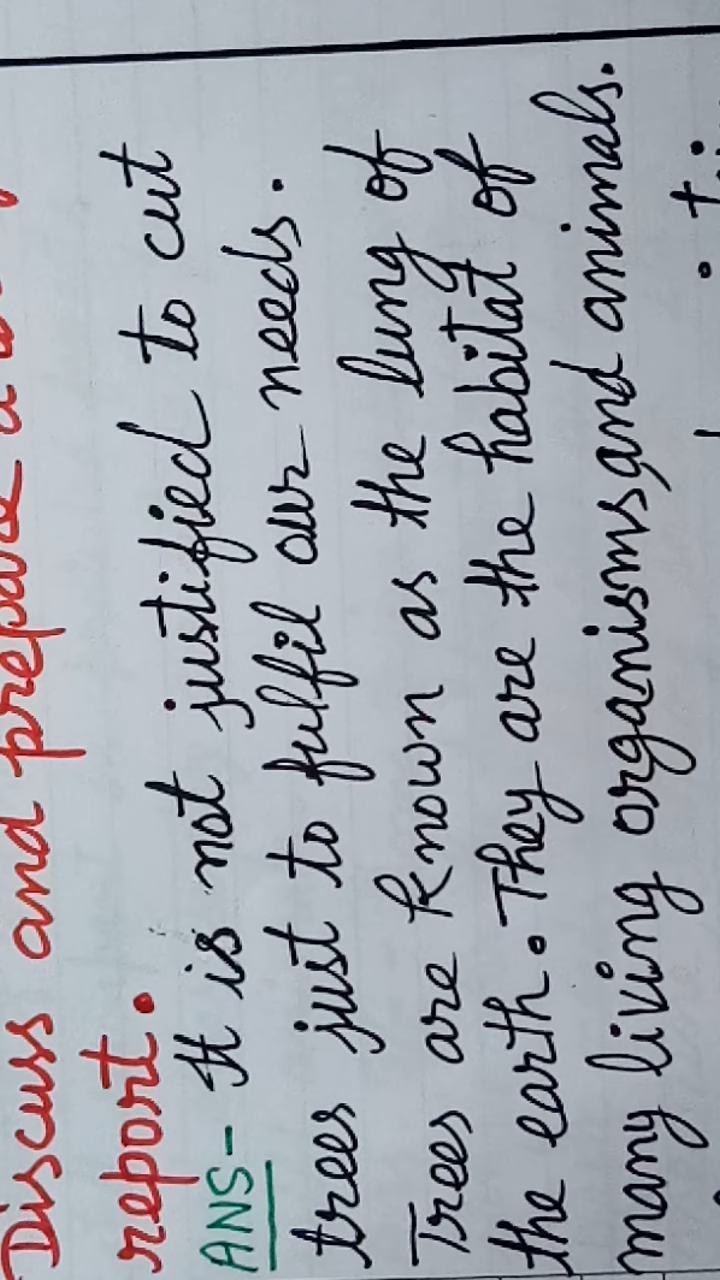 Discuss and prepare a
report.
ANS- It is not justified to cut
trees just to fulfil our needs.
Trees are known as the lung of
the earth. They are the habitat of
many living organisms, and animals.